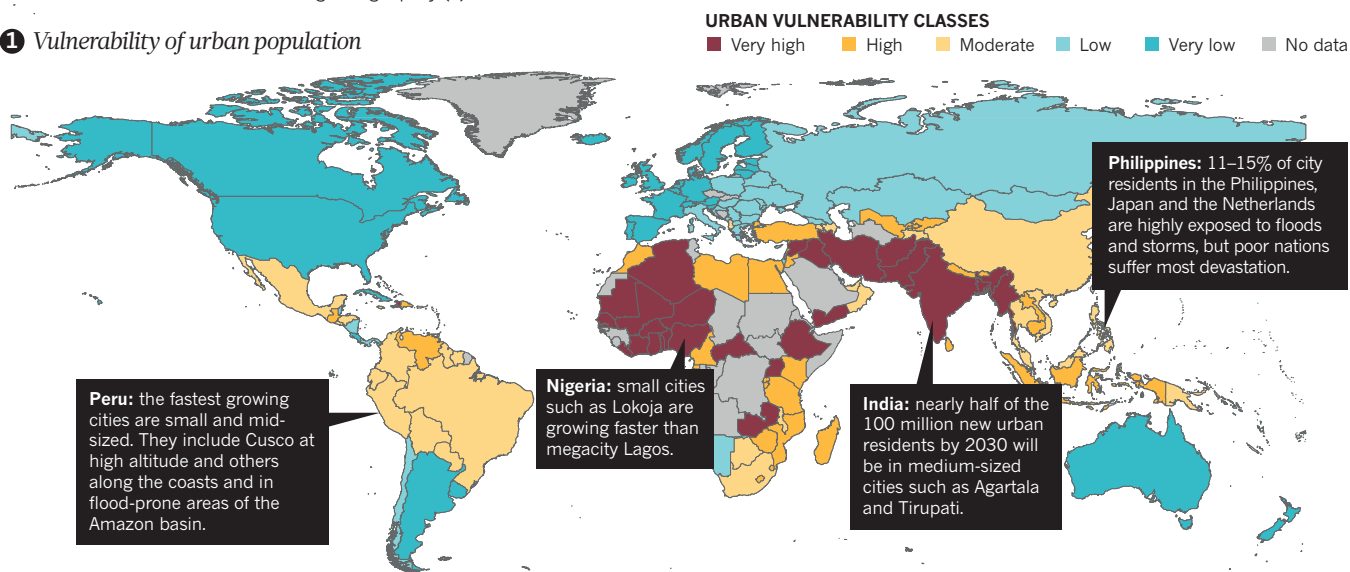 URBAN VULNERABILITY CLASSES
1 Vulnerability of urban population
Very high High Moderate Low Very low No data
Philippines: 11–15% of city
residents in the Philippines,
Japan and the Netherlands
are highly exposed to floods
and storms, but poor nations
suffer most devastation.
Peru: the fastest growing
cities are small and mid-
sized. They include Cusco at
high altitude and others
along the coasts and in
flood-prone areas of the
Amazon basin.
Nigeria: small cities
such as Lokoja are
growing faster than
megacity Lagos.
India: nearly half of the
100 million new urban
residents by 2030 will
be in medium-sized
cities such as Agartala
and Tirupati.